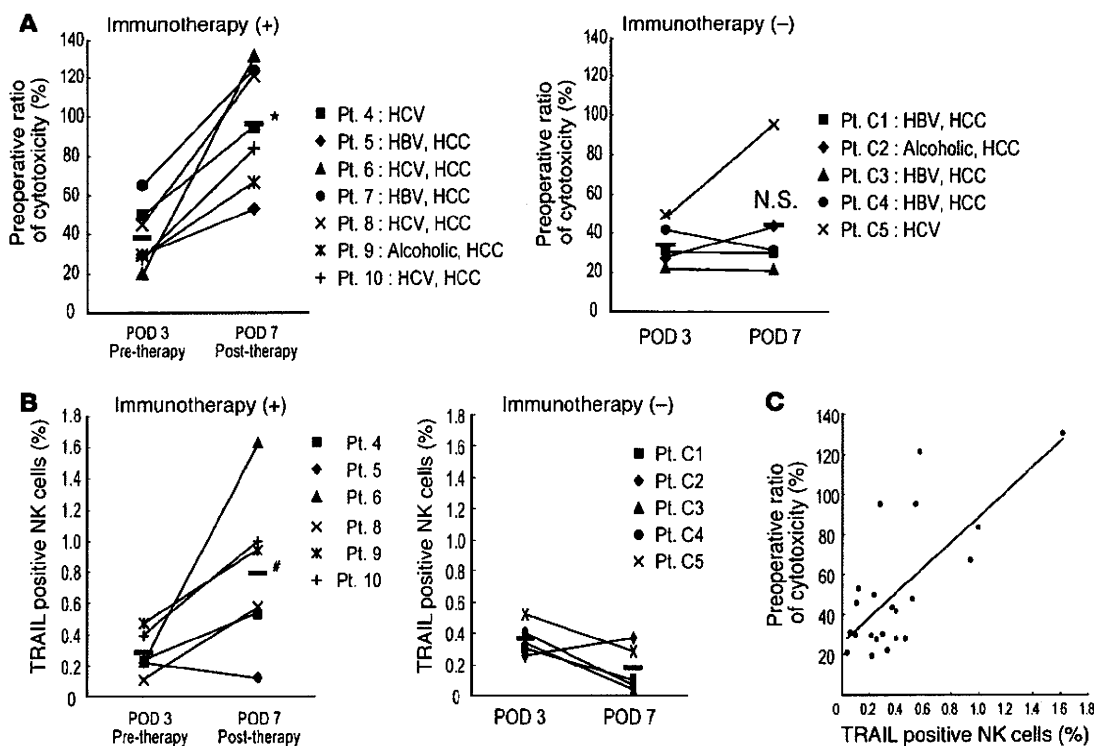 A
Immunotherapy (+)
Preoperative ratio
of cytotoxicity (%)
140
120
100
80
60
40
20
0
*
POD 3
Pre-therapy
POD 7
Post-therapy
Pt. 4 : HCV
Pt. 5 : HBV, HCC
Pt. 6 : HCV, HCC
Pt. 7 : HBV, HCC
Pt. 8 : HCV, HCC
Pt. 9 : Alcoholic, HCC
Pt. 10 : HCV, HCC
Immunotherapy (–)
Preoperative ratio
of cytotoxicity (%)
140
120
100
80
60
40
20
0
N.S.
POD 3
POD 7
Pt. C1 : HBV, HCC
Pt. C2 : Alcoholic, HCC
Pt. C3 : HBV, HCC
Pt. C4 : HBV, HCC
Pt. C5 : HCV
B
Immunotherapy (+)
TRAIL positive NK cells (%)
1.8
1.6
1.4
1.2
1.0
0.8
0.6
0.4
0.2
0
#
POD 3
Pre-therapy
POD 7
Post-therapy
Pt. 4
Pt. 5
Pt. 6
Pt. 8
Pt. 9
Pt. 10
Immunotherapy (–)
TRAIL positive NK cells (%)
1.8
1.6
1.4
1.2
1.0
0.8
0.6
0.4
0.2
0
POD 3
POD 7
Pt. C1
Pt. C2
Pt. C3
Pt. C4
Pt. C5
C
Preoperative ratio
of cytotoxicity (%)
140
120
100
80
60
40
20
0 0.2 0.4 0.6 0.8 1.0 1.2 1.4 1.6 1.8
TRAIL positive NK cells (%)